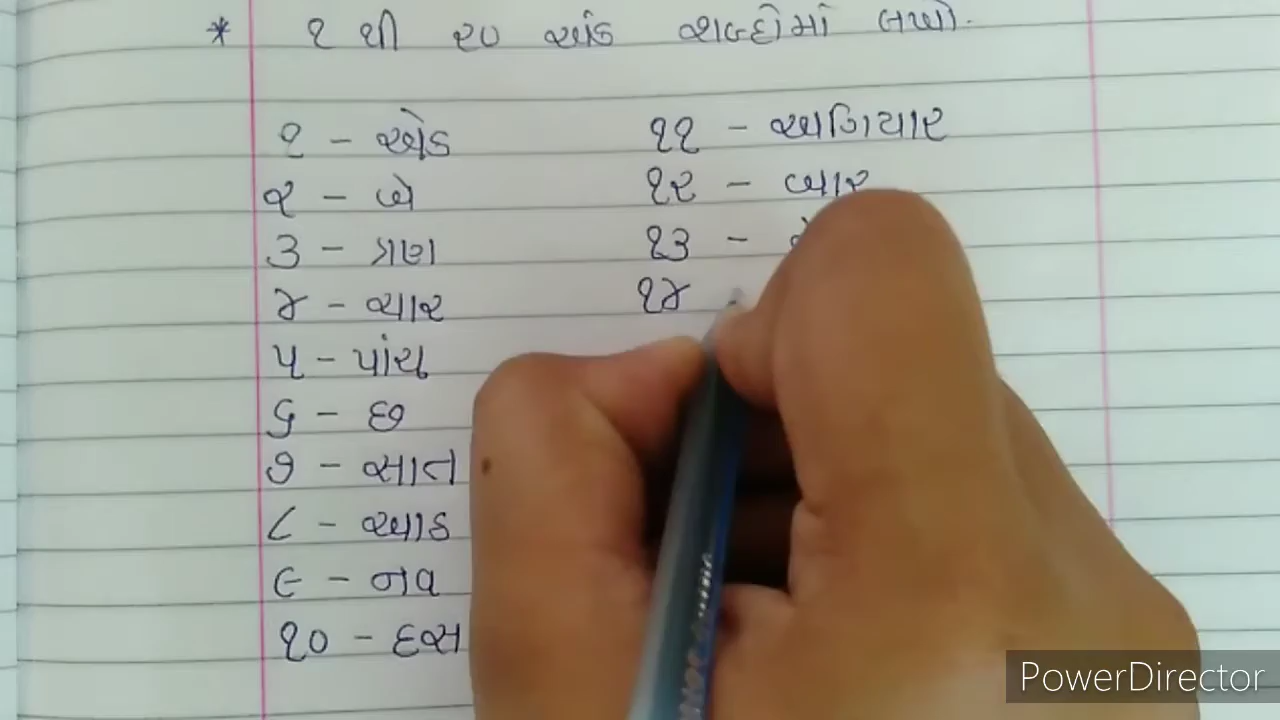 * ૧ થી ૨૦ અંક શબ્દોમાં લખો.
૧ - એક
૨ - બે
૩ - ત્રણ
૪ - ચાર
૫ - પાંચ
૬ - છ
૭ - સાત
૮ - આઠ
૯ - નવ
૧૦ - દસ
૧૧ - અગિયાર
૧૨ - બાર
૧૩ -
૧૪
PowerDirector